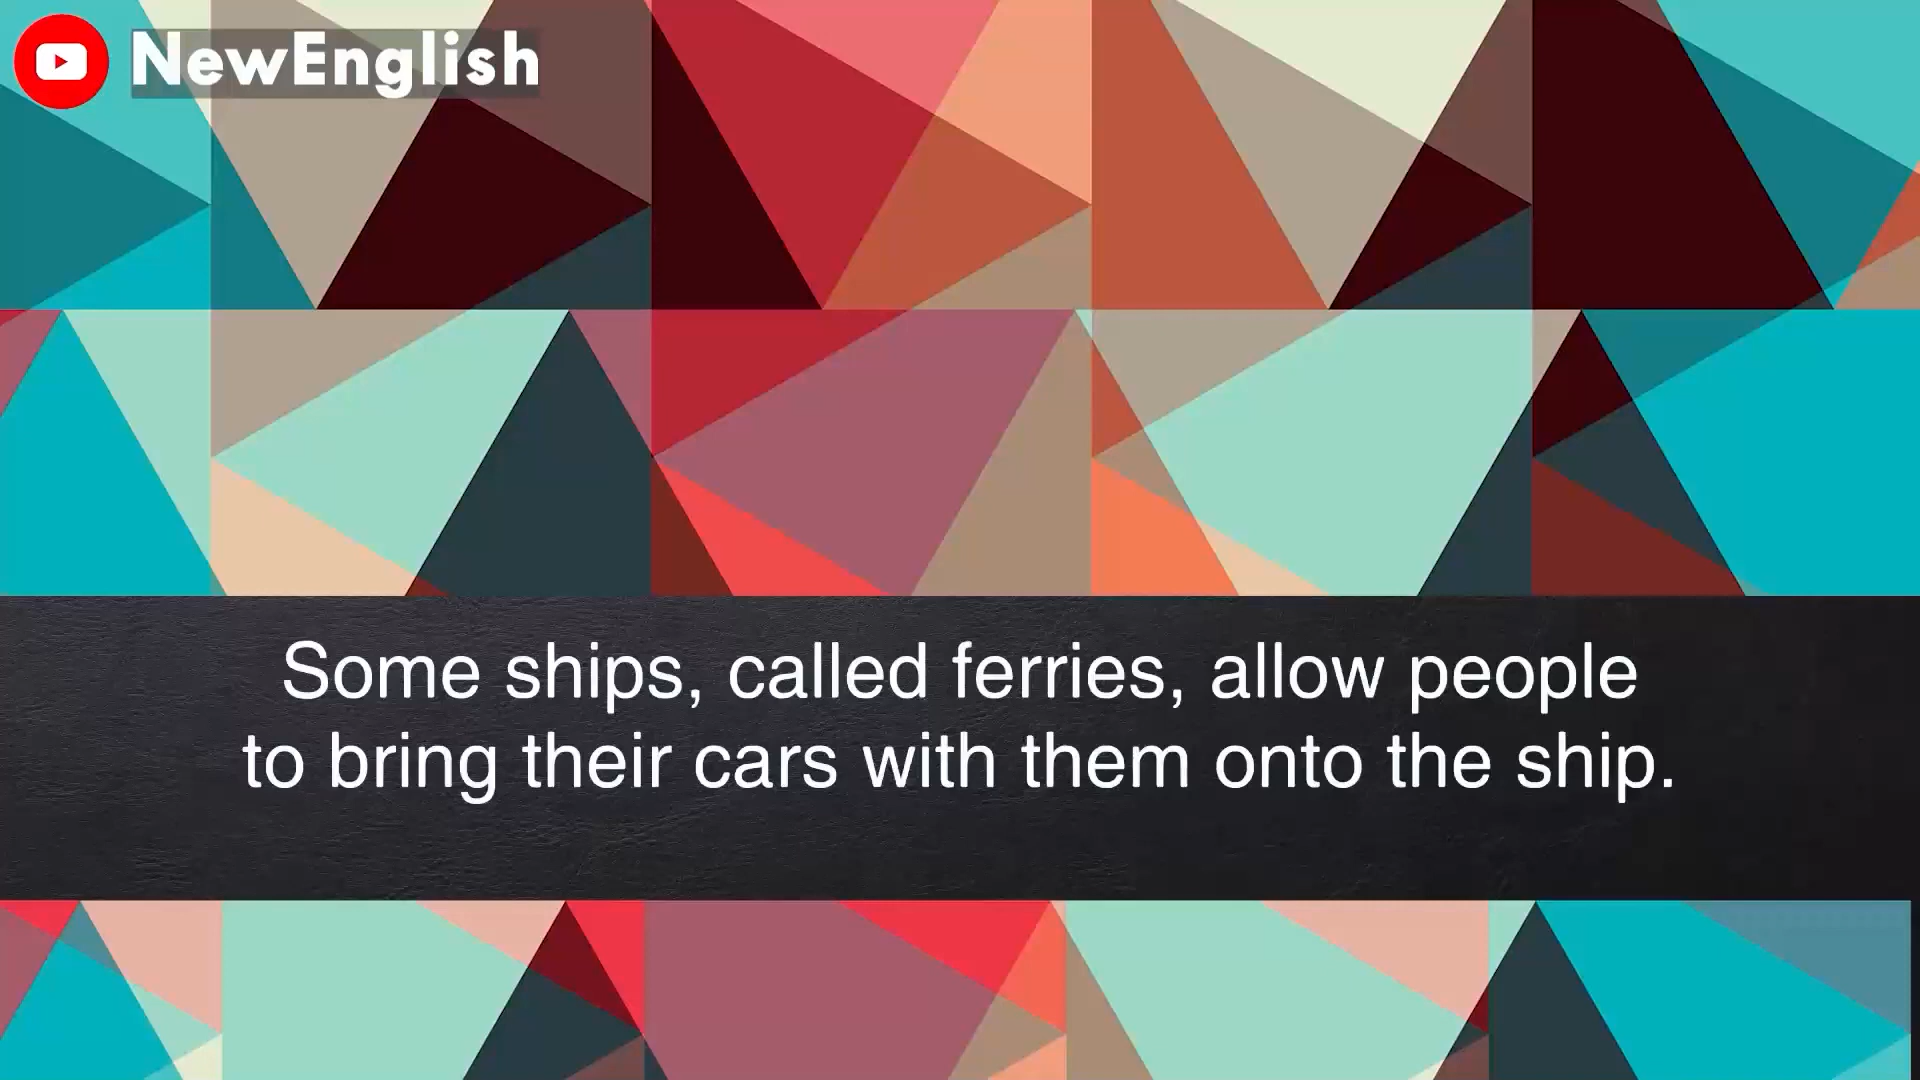 NewEnglish
Some ships, called ferries, allow people
to bring their cars with them onto the ship.